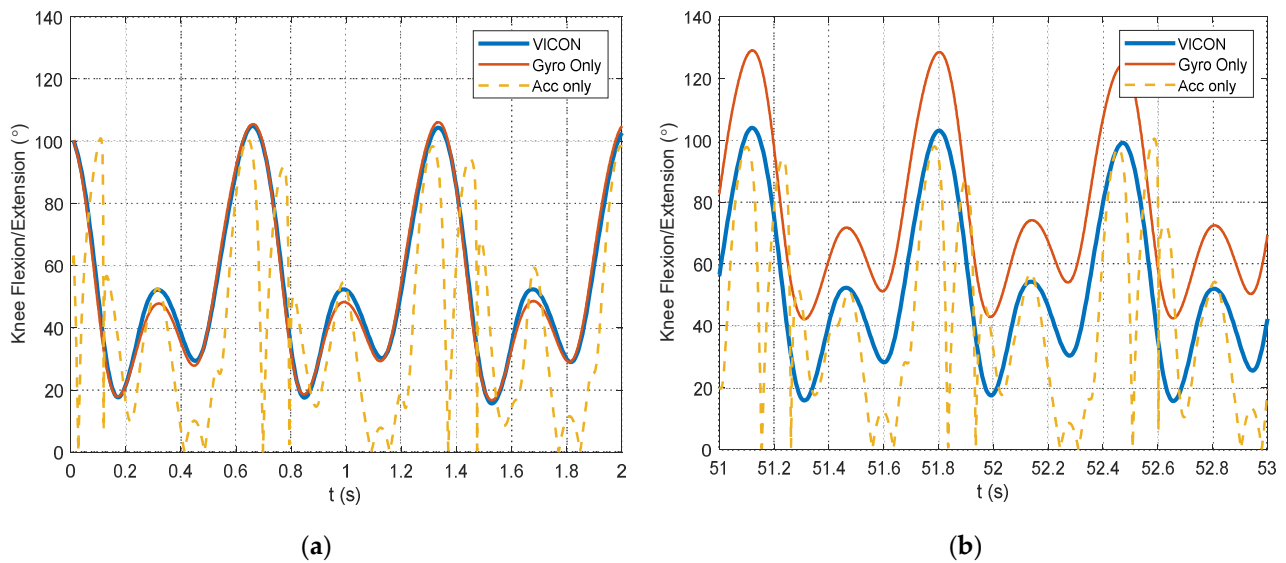 140
120
100
80
60
40
20
0
Knee Flexion/Extension (°)
VICON
Gyro Only
Acc only
0 0.2 0.4 0.6 0.8 1 1.2 1.4 1.6 1.8 2
t (s)
(a)
140
120
100
80
60
40
20
0
Knee Flexion/Extension (°)
VICON
Gyro Only
Acc only
51 51.2 51.4 51.6 51.8 52 52.2 52.4 52.6 52.8 53
t (s)
(b)